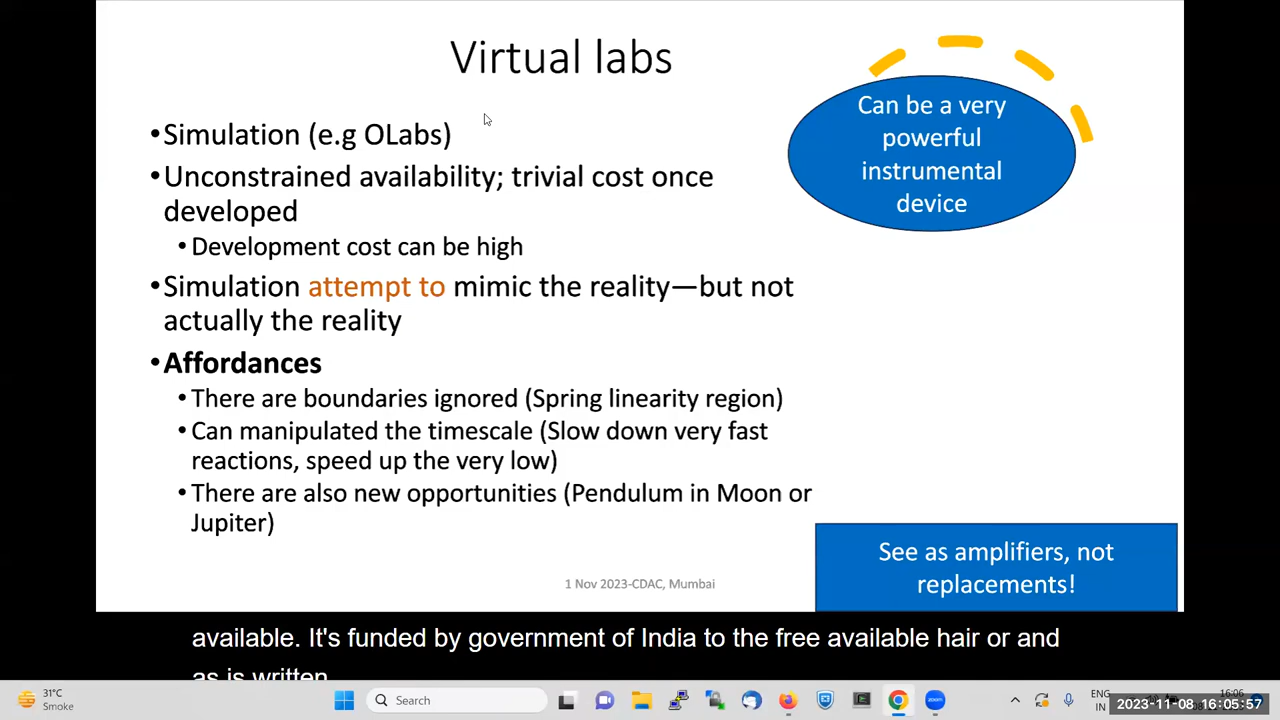 Virtual labs
Can be a very
powerful
instrumental
device
•Simulation (e.g OLabs)
•Unconstrained availability; trivial cost once
developed
•Development cost can be high
•Simulation attempt to mimic the reality—but not
actually the reality
•Affordances
•There are boundaries ignored (Spring linearity region)
•Can manipulated the timescale (Slow down very fast
reactions, speed up the very low)
•There are also new opportunities (Pendulum in Moon or
Jupiter)
See as amplifiers, not
replacements!
1 Nov 2023-CDAC, Mumbai
available. It's funded by government of India to the free available hair or and
as is written
31°C
Smoke
Search
ENG
IN
16:06
2023-11-08 16:05:57